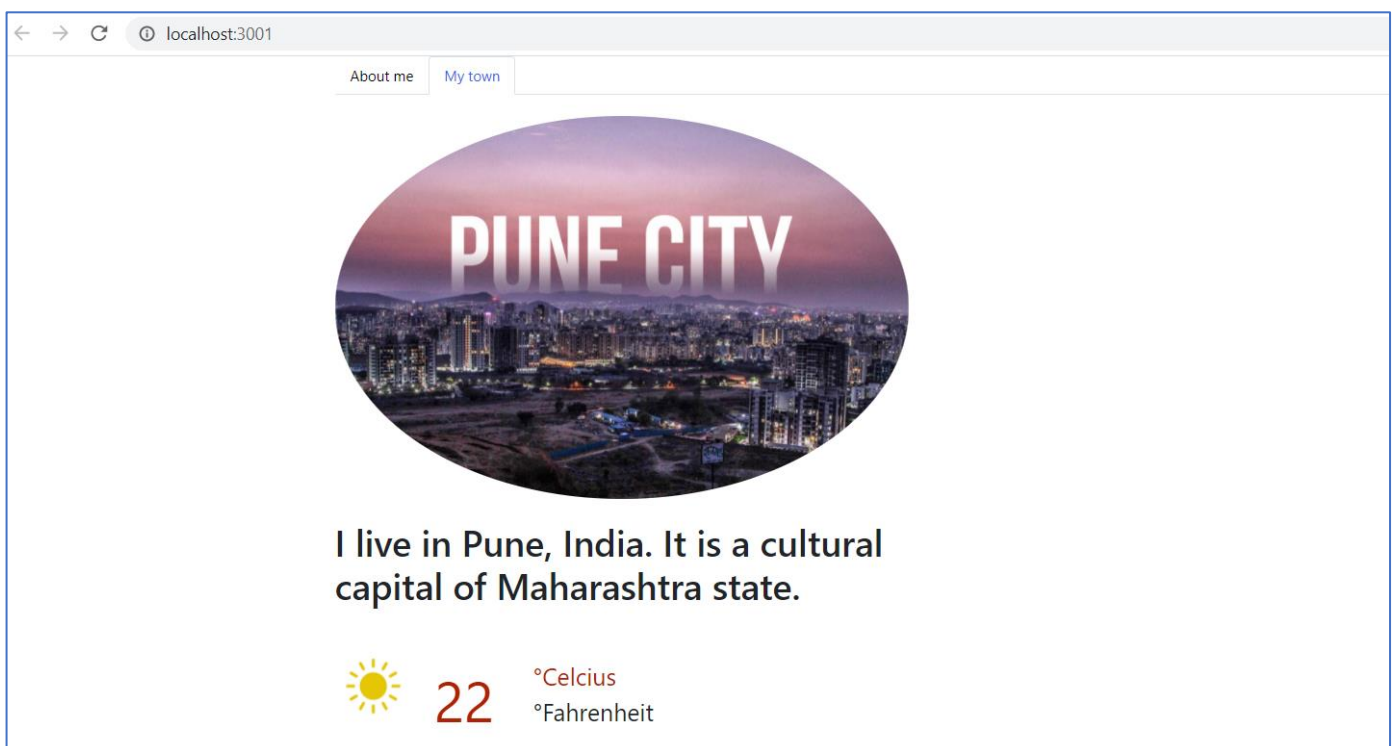 localhost:3001
About me My town
PUNE CITY
I live in Pune, India. It is a cultural
capital of Maharashtra state.
22 °Celcius
°Fahrenheit